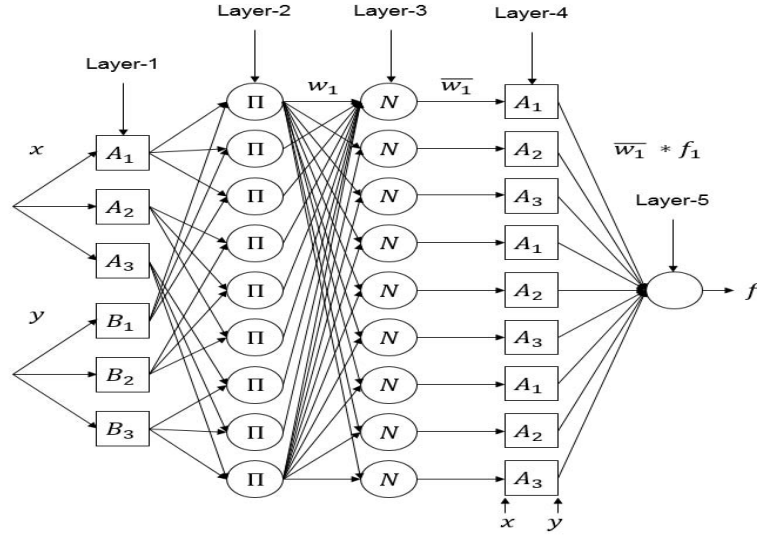 Layer-1
Layer-2
Layer-3
Layer-4
Layer-5
x
y
A₁
A₂
A₃
B₁
B₂
B₃
Π
Π
Π
Π
Π
Π
Π
Π
Π
w₁
N
N
N
N
N
N
N
N
N
w̅₁̅
A₁
A₂
A₃
A₁
A₂
A₃
A₁
A₂
A₃
x y
w̅₁̅ * f₁
f